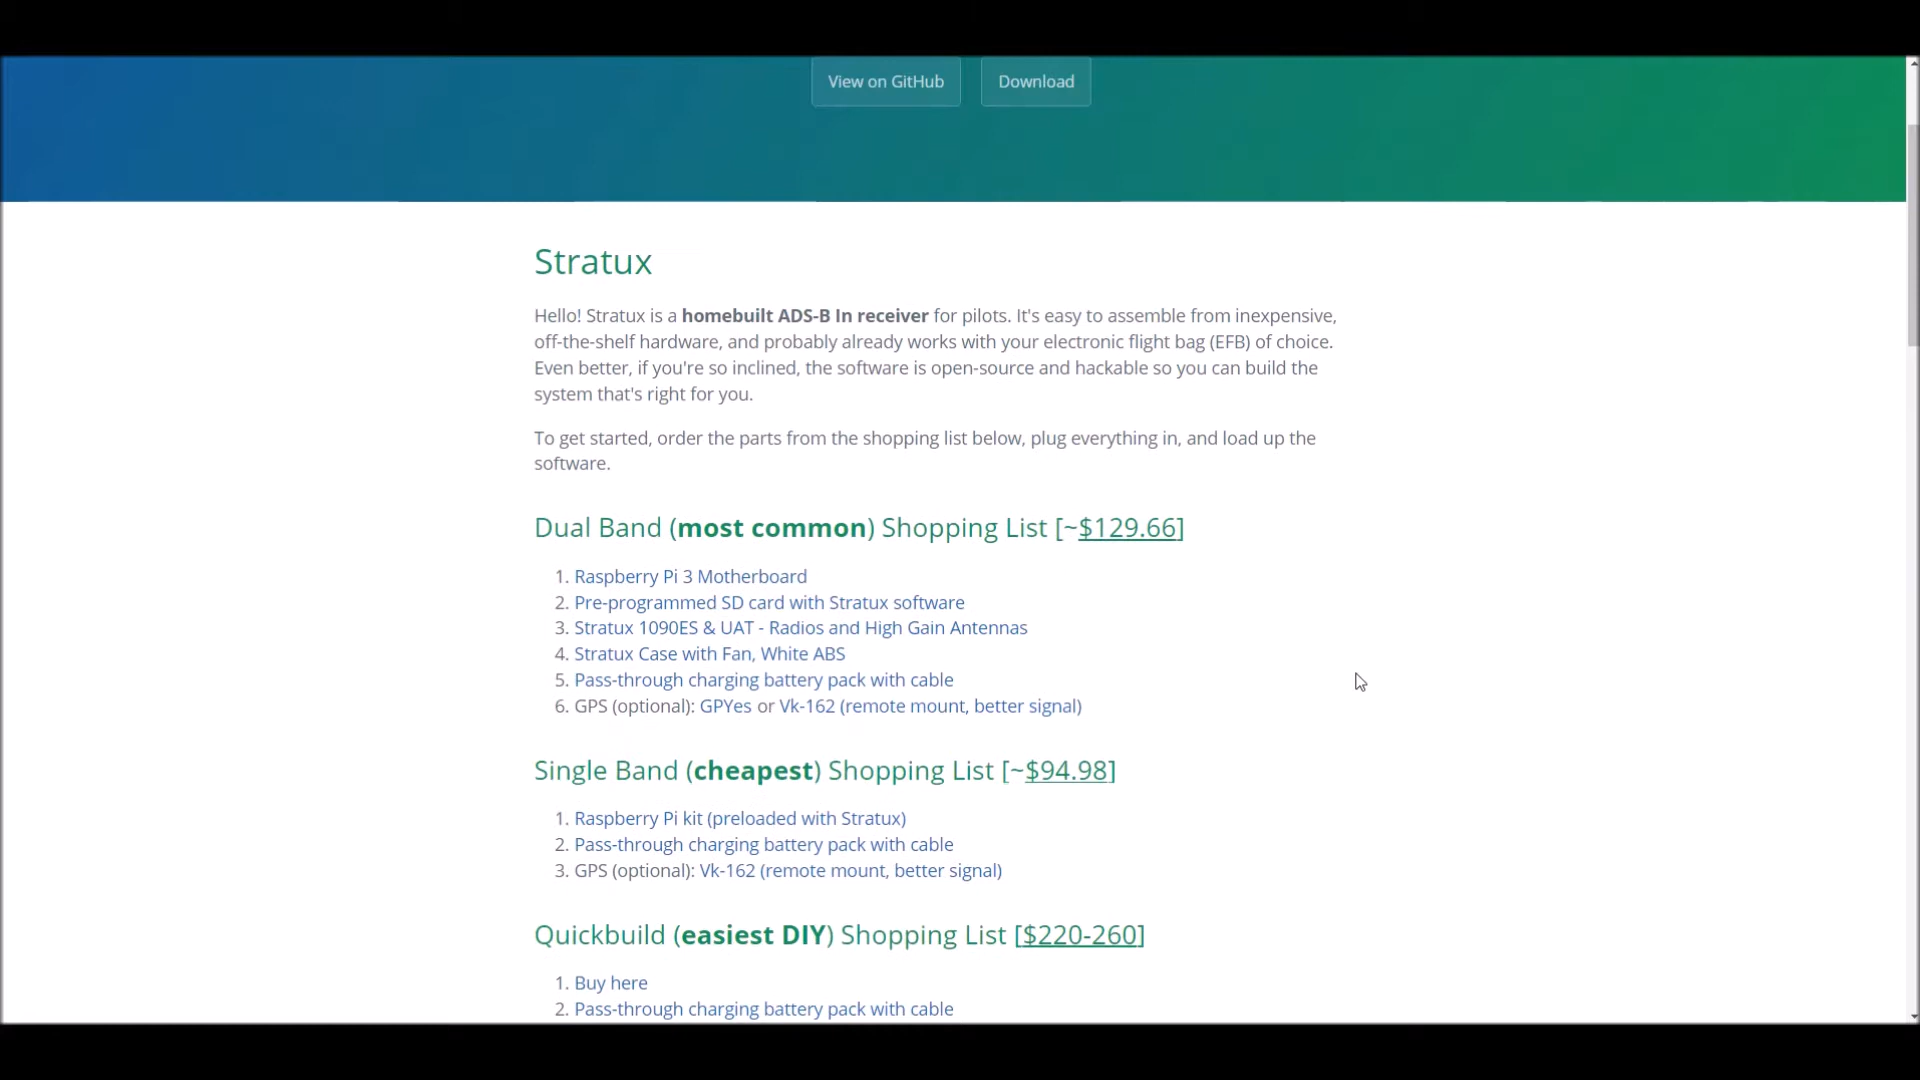 View on GitHub
Download
Stratux
Hello! Stratux is a homebuilt ADS-B In receiver for pilots. It's easy to assemble from inexpensive,
off-the-shelf hardware, and probably already works with your electronic flight bag (EFB) of choice.
Even better, if you're so inclined, the software is open-source and hackable so you can build the
system that's right for you.
To get started, order the parts from the shopping list below, plug everything in, and load up the
software.
Dual Band (most common) Shopping List [~$129.66]
1. Raspberry Pi 3 Motherboard
2. Pre-programmed SD card with Stratux software
3. Stratux 1090ES & UAT - Radios and High Gain Antennas
4. Stratux Case with Fan, White ABS
5. Pass-through charging battery pack with cable
6. GPS (optional): GPYes or Vk-162 (remote mount, better signal)
Single Band (cheapest) Shopping List [~$94.98]
1. Raspberry Pi kit (preloaded with Stratux)
2. Pass-through charging battery pack with cable
3. GPS (optional): Vk-162 (remote mount, better signal)
Quickbuild (easiest DIY) Shopping List [$220-260]
1. Buy here
2. Pass-through charging battery pack with cable